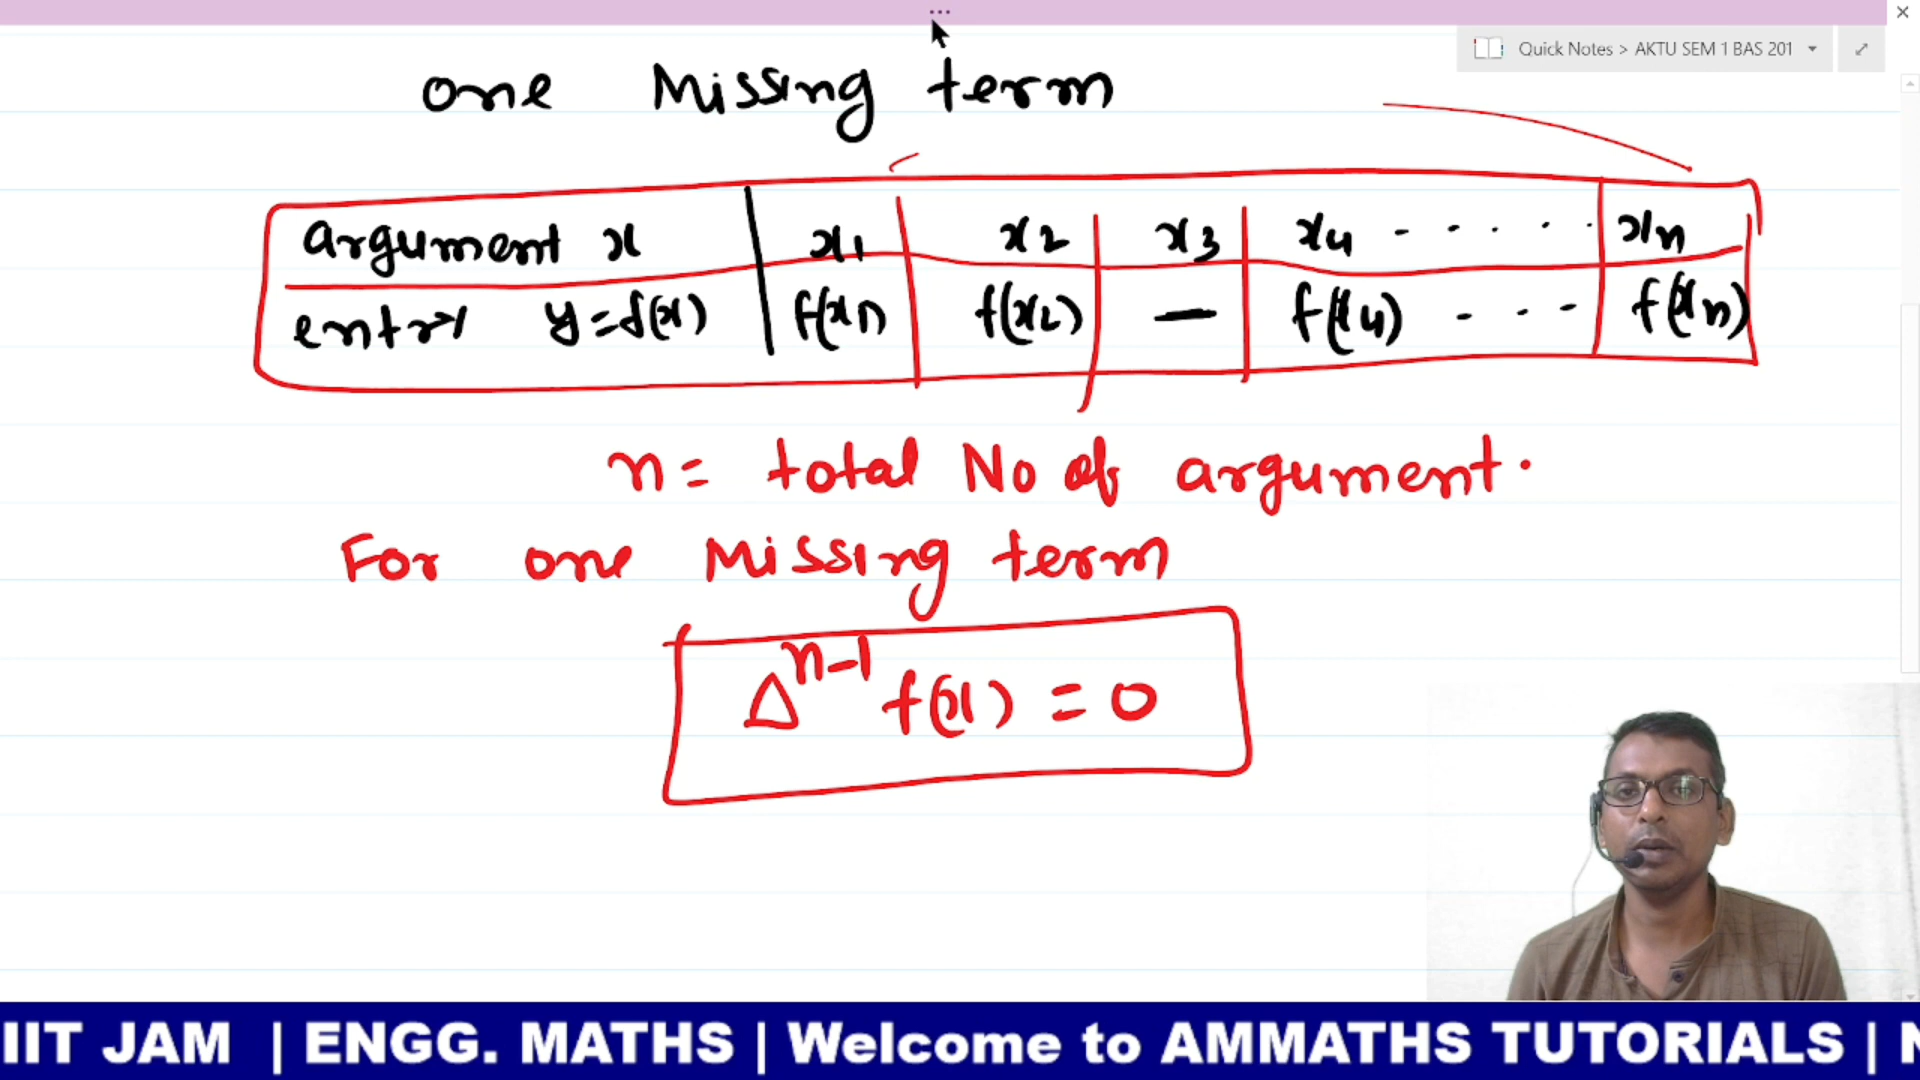 ...
Quick Notes > AKTU SEM 1 BAS 201
one Missing term
argument x x1 x2 x3 x4 - · · · · xn
entry y=f(x) f(x1) f(x2) — f(x4) - · · - f(xn)
n = total No of argument.
For one Missing term
Δ^{n-1} f(x) = 0
IIT JAM | ENGG. MATHS | Welcome to AMMATHS TUTORIALS | N